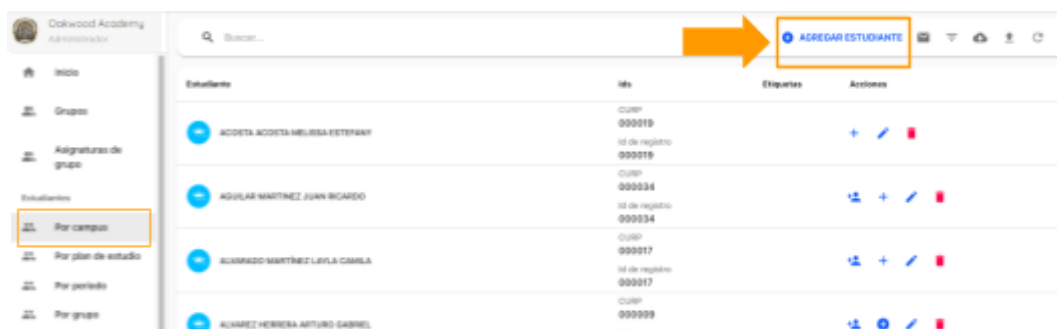 Oakwood Academy
Administrador
Buscar...
AGREGAR ESTUDIANTE
Inicio
Grupos
Asignaturas de
grupo
Estudiantes
Por campus
Por plan de estudio
Por periodo
Por grupo
Estudiante Ids Etiquetas Acciones
ACOSTA ACOSTA MELISSA ESTEFANY
CURP
000019
Id de registro
000019
AGUILAR MARTINEZ JUAN RICARDO
CURP
000034
Id de registro
000034
ALVARADO MARTÍNEZ LAYLA CAMILA
CURP
000017
Id de registro
000017
ALVAREZ HERRERA ARTURO GABRIEL
CURP
000009